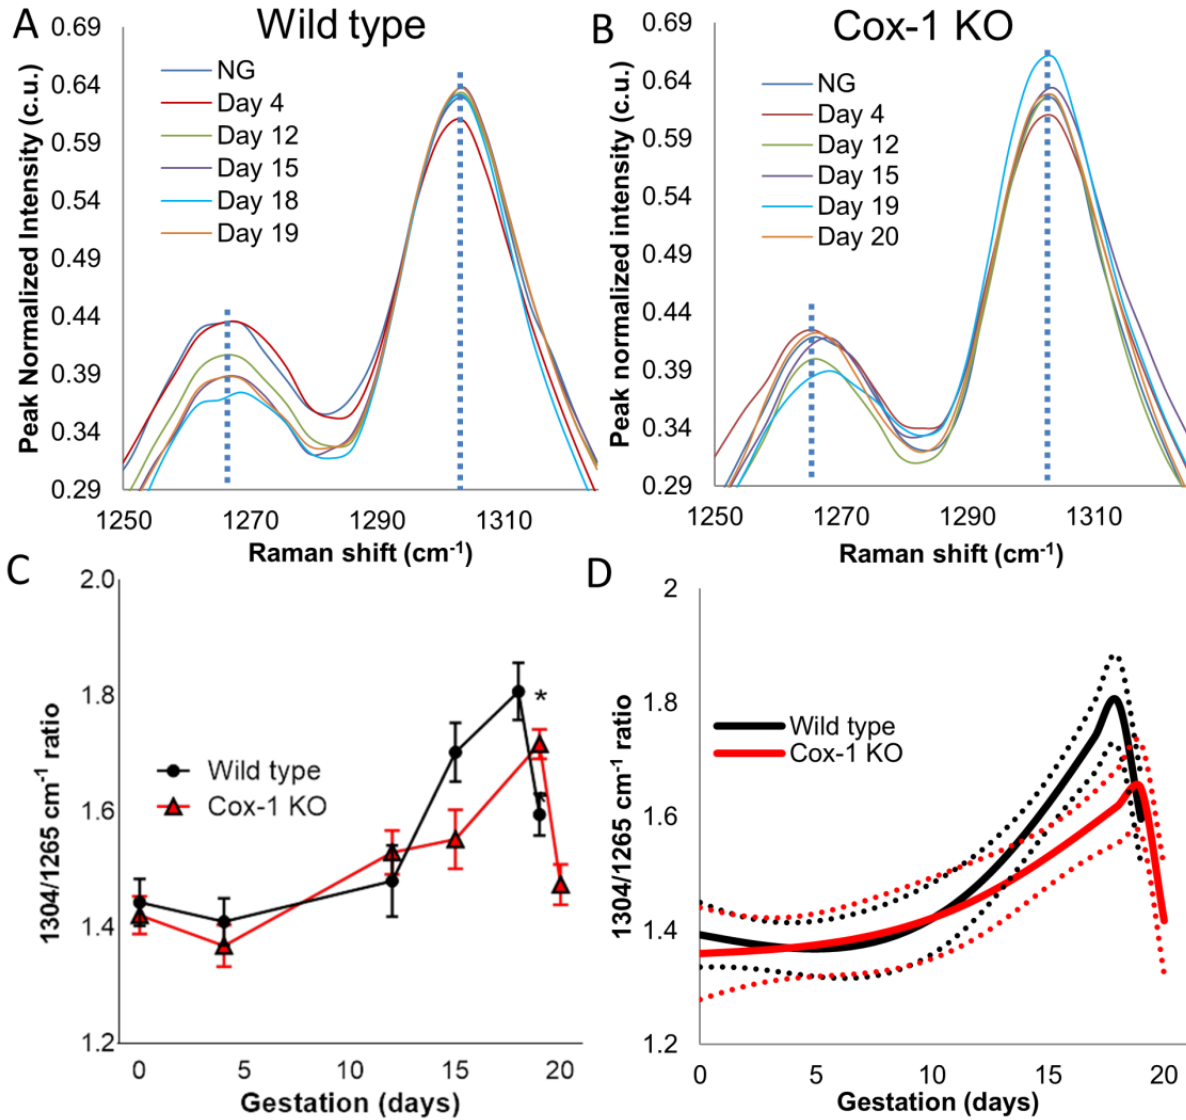 A
Wild type
Peak Normalized Intensity (c.u.)
0.69
0.64
0.59
0.54
0.49
0.44
0.39
0.34
0.29
NG
Day 4
Day 12
Day 15
Day 18
Day 19
1250
1270
1290
1310
Raman shift (cm-1)
B
Cox-1 KO
Peak normalized intensity (c.u.)
0.69
0.64
0.59
0.54
0.49
0.44
0.39
0.34
0.29
NG
Day 4
Day 12
Day 15
Day 19
Day 20
1250
1270
1290
1310
Raman shift (cm-1)
C
1304/1265 cm-1 ratio
2.0
1.8
1.6
1.4
1.2
Wild type
Cox-1 KO
*
*
0
5
10
15
20
Gestation (days)
D
1304/1265 cm-1 ratio
2
1.8
1.6
1.4
1.2
Wild type
Cox-1 KO
0
5
10
15
20
Gestation (days)